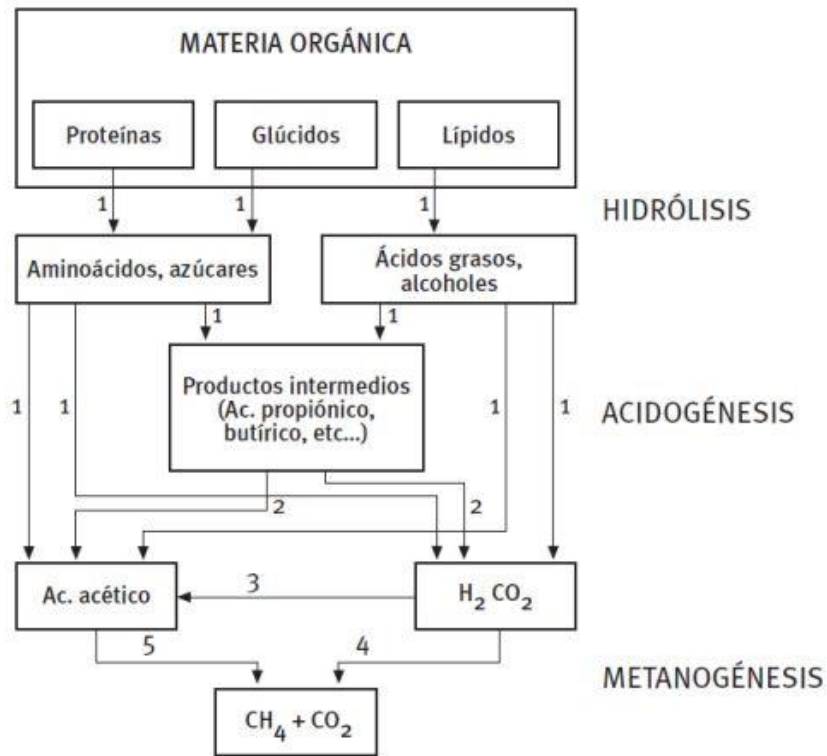 MATERIA ORGÁNICA
Proteínas
Glúcidos
Lípidos
1
1
1
HIDRÓLISIS
Aminoácidos, azúcares
Ácidos grasos,
alcoholes
1
1
Productos intermedios
(Ac. propiónico,
butírico, etc...)
1
1
1
1
ACIDOGÉNESIS
2
2
Ac. acético
3
H₂ CO₂
5
4
METANOGÉNESIS
CH₄ + CO₂